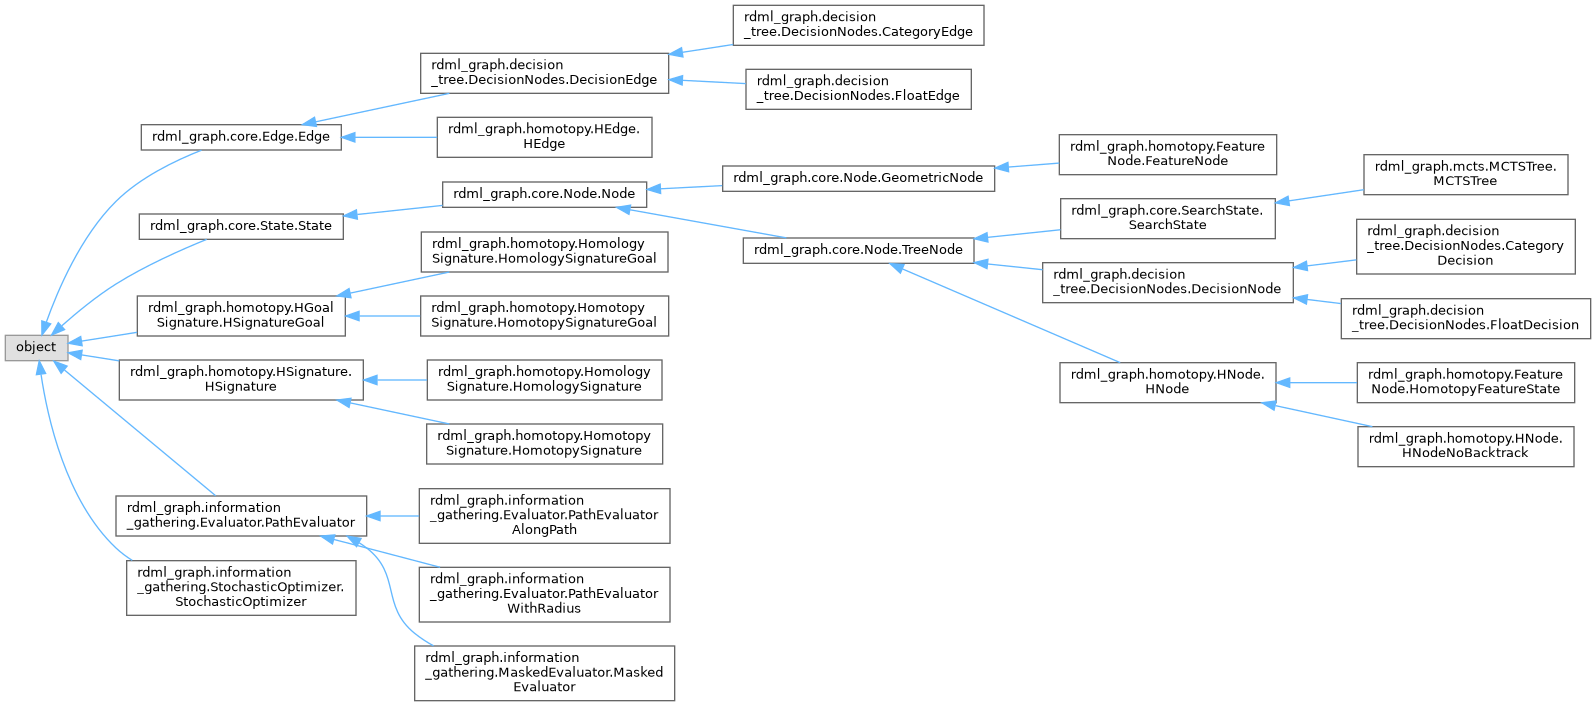 object
rdml_graph.core.Edge.Edge
rdml_graph.decision
_tree.DecisionNodes.DecisionEdge
rdml_graph.decision
_tree.DecisionNodes.CategoryEdge
rdml_graph.decision
_tree.DecisionNodes.FloatEdge
rdml_graph.homotopy.HEdge.
HEdge
rdml_graph.core.State.State
rdml_graph.core.Node.Node
rdml_graph.core.Node.GeometricNode
rdml_graph.homotopy.Feature
Node.FeatureNode
rdml_graph.core.Node.TreeNode
rdml_graph.core.SearchState.
SearchState
rdml_graph.mcts.MCTSTree.
MCTSTree
rdml_graph.decision
_tree.DecisionNodes.DecisionNode
rdml_graph.decision
_tree.DecisionNodes.Category
Decision
rdml_graph.decision
_tree.DecisionNodes.FloatDecision
rdml_graph.homotopy.HNode.
HNode
rdml_graph.homotopy.Feature
Node.HomotopyFeatureState
rdml_graph.homotopy.HNode.
HNodeNoBacktrack
rdml_graph.homotopy.HGoal
Signature.HSignatureGoal
rdml_graph.homotopy.Homology
Signature.HomologySignatureGoal
rdml_graph.homotopy.Homotopy
Signature.HomotopySignatureGoal
rdml_graph.homotopy.HSignature.
HSignature
rdml_graph.homotopy.Homology
Signature.HomologySignature
rdml_graph.homotopy.Homotopy
Signature.HomotopySignature
rdml_graph.information
_gathering.Evaluator.PathEvaluator
rdml_graph.information
_gathering.Evaluator.PathEvaluator
AlongPath
rdml_graph.information
_gathering.Evaluator.PathEvaluator
WithRadius
rdml_graph.information
_gathering.MaskedEvaluator.Masked
Evaluator
rdml_graph.information
_gathering.StochasticOptimizer.
StochasticOptimizer